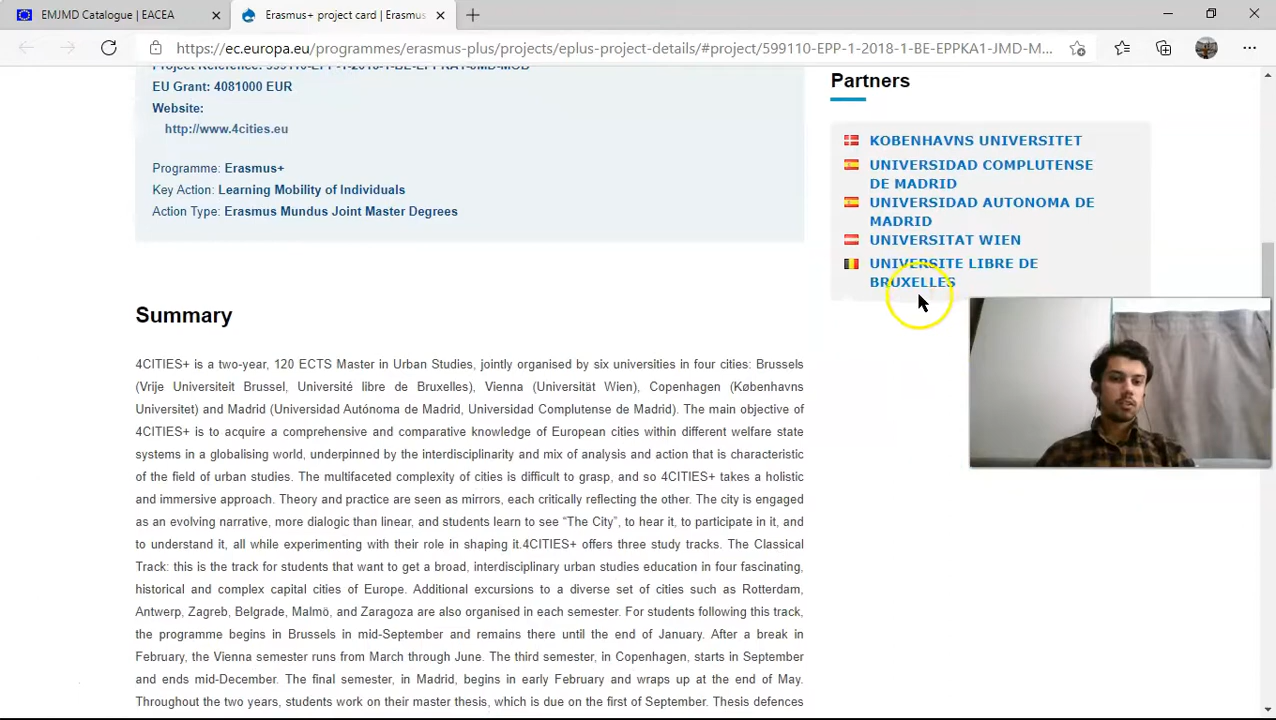 EMJMD Catalogue | EACEA
Erasmus+ project card | Erasmus
https://ec.europa.eu/programmes/erasmus-plus/projects/eplus-project-details/#project/599110-EPP-1-2018-1-BE-EPPKA1-JMD-M...
Project Reference: 599110-EPP-1-2018-1-BE-EPPKA1-JMD-MOB
EU Grant: 4081000 EUR
Website:
http://www.4cities.eu
Programme: Erasmus+
Key Action: Learning Mobility of Individuals
Action Type: Erasmus Mundus Joint Master Degrees
Partners
KOBENHAVNS UNIVERSITET
UNIVERSIDAD COMPLUTENSE
DE MADRID
UNIVERSIDAD AUTONOMA DE
MADRID
UNIVERSITAT WIEN
UNIVERSITE LIBRE DE
BRUXELLES
Summary
4CITIES+ is a two-year, 120 ECTS Master in Urban Studies, jointly organised by six universities in four cities: Brussels
(Vrije Universiteit Brussel, Université libre de Bruxelles), Vienna (Universität Wien), Copenhagen (Københavns
Universitet) and Madrid (Universidad Autónoma de Madrid, Universidad Complutense de Madrid). The main objective of
4CITIES+ is to acquire a comprehensive and comparative knowledge of European cities within different welfare state
systems in a globalising world, underpinned by the interdisciplinarity and mix of analysis and action that is characteristic
of the field of urban studies. The multifaceted complexity of cities is difficult to grasp, and so 4CITIES+ takes a holistic
and immersive approach. Theory and practice are seen as mirrors, each critically reflecting the other. The city is engaged
as an evolving narrative, more dialogic than linear, and students learn to see “The City”, to hear it, to participate in it, and
to understand it, all while experimenting with their role in shaping it.4CITIES+ offers three study tracks. The Classical
Track: this is the track for students that want to get a broad, interdisciplinary urban studies education in four fascinating,
historical and complex capital cities of Europe. Additional excursions to a diverse set of cities such as Rotterdam,
Antwerp, Zagreb, Belgrade, Malmö, and Zaragoza are also organised in each semester. For students following this track,
the programme begins in Brussels in mid-September and remains there until the end of January. After a break in
February, the Vienna semester runs from March through June. The third semester, in Copenhagen, starts in September
and ends mid-December. The final semester, in Madrid, begins in early February and wraps up at the end of May.
Throughout the two years, students work on their master thesis, which is due on the first of September. Thesis defences